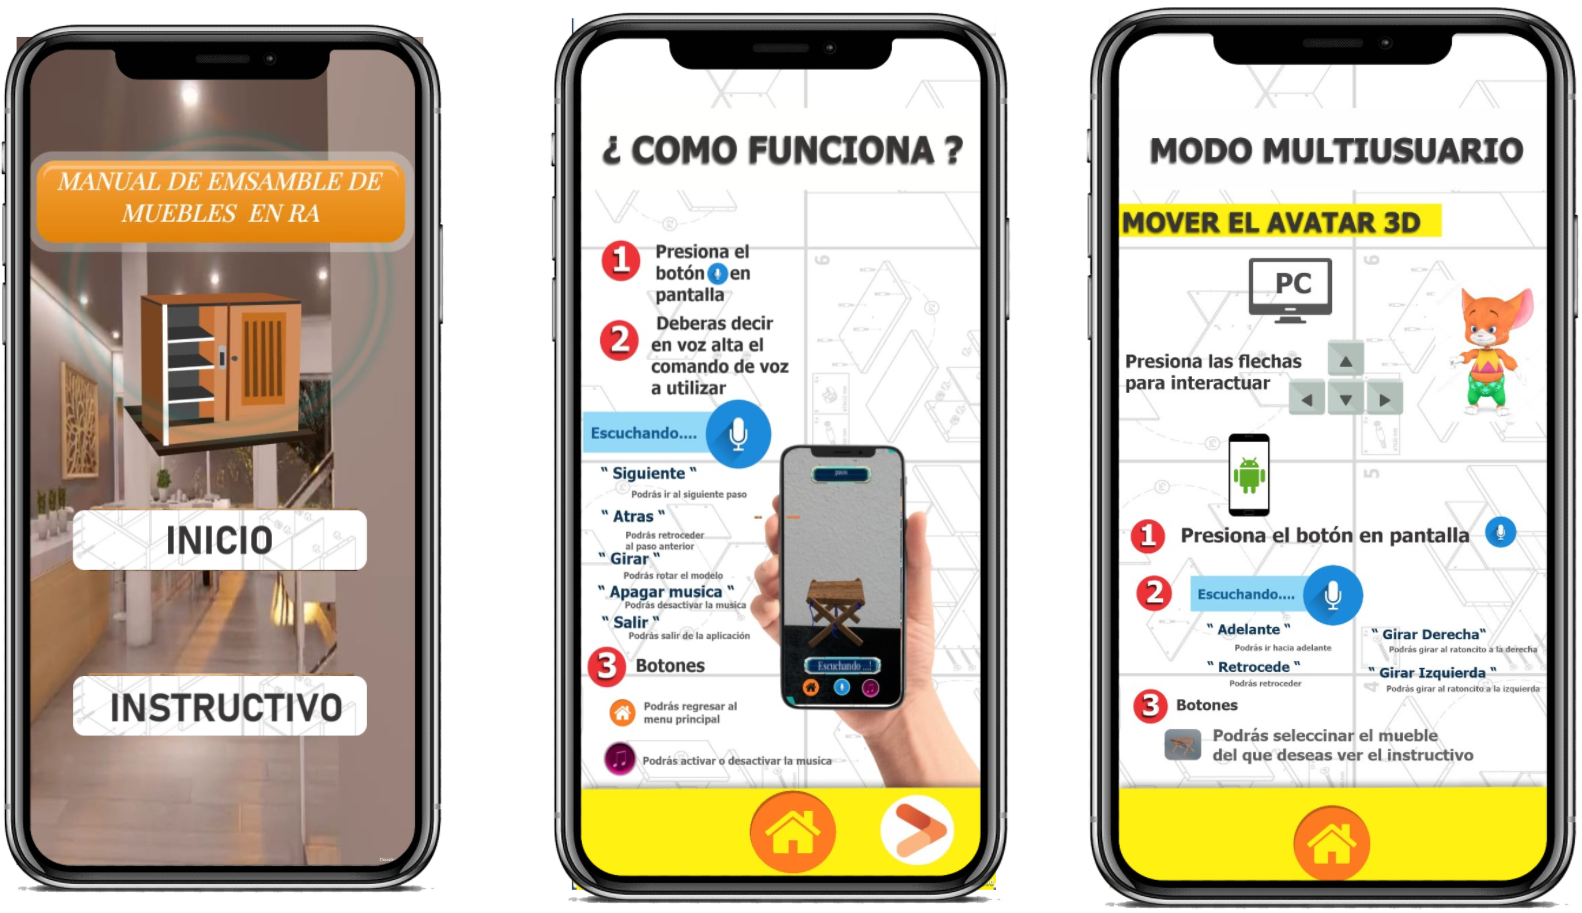 MANUAL DE EMSAMBLE DE
MUEBLES EN RA
INICIO
INSTRUCTIVO
¿ COMO FUNCIONA ?
1
Presiona el
botón en
pantalla
2
Deberas decir
en voz alta el
comando de voz
a utilizar
Escuchando....
" Siguiente "
Podrás ir al siguiente paso
" Atras "
Podrás retroceder
al paso anterior
" Girar "
Podrás rotar el modelo
" Apagar musica "
Podrás desactivar la musica
" Salir "
Podrás salir de la aplicación
3 Botones
Podrás regresar al
menu principal
Podrás activar o desactivar la musica
Escuchando ...!
MODO MULTIUSUARIO
MOVER EL AVATAR 3D
PC
Presiona las flechas
para interactuar
1 Presiona el botón en pantalla
2 Escuchando....
" Adelante "
Podrás ir hacia adelante
" Retrocede "
Podrás retroceder
" Girar Derecha"
Podrás girar al ratoncito a la derecha
" Girar Izquierda "
Podrás girar al ratoncito a la izquierda
3 Botones
Podrás seleccinar el mueble
del que deseas ver el instructivo
6
6
5
4